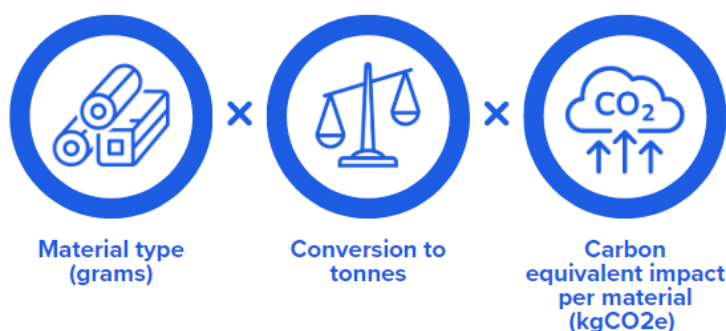 ×
×
CO2
Material type
(grams)
Conversion to
tonnes
Carbon
equivalent impact
per material
(kgCO2e)